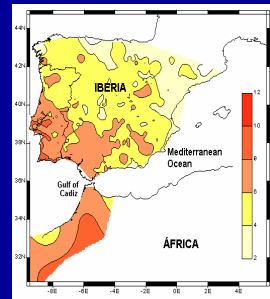 44N
42N
40N
38N
36N
34N
32N
IBERIA
Mediterranean
Ocean
Gulf of
Cadiz
ÁFRICA
12
10
8
6
4
2
-8E
-6E
-4E
-2E
0E
2E
4E